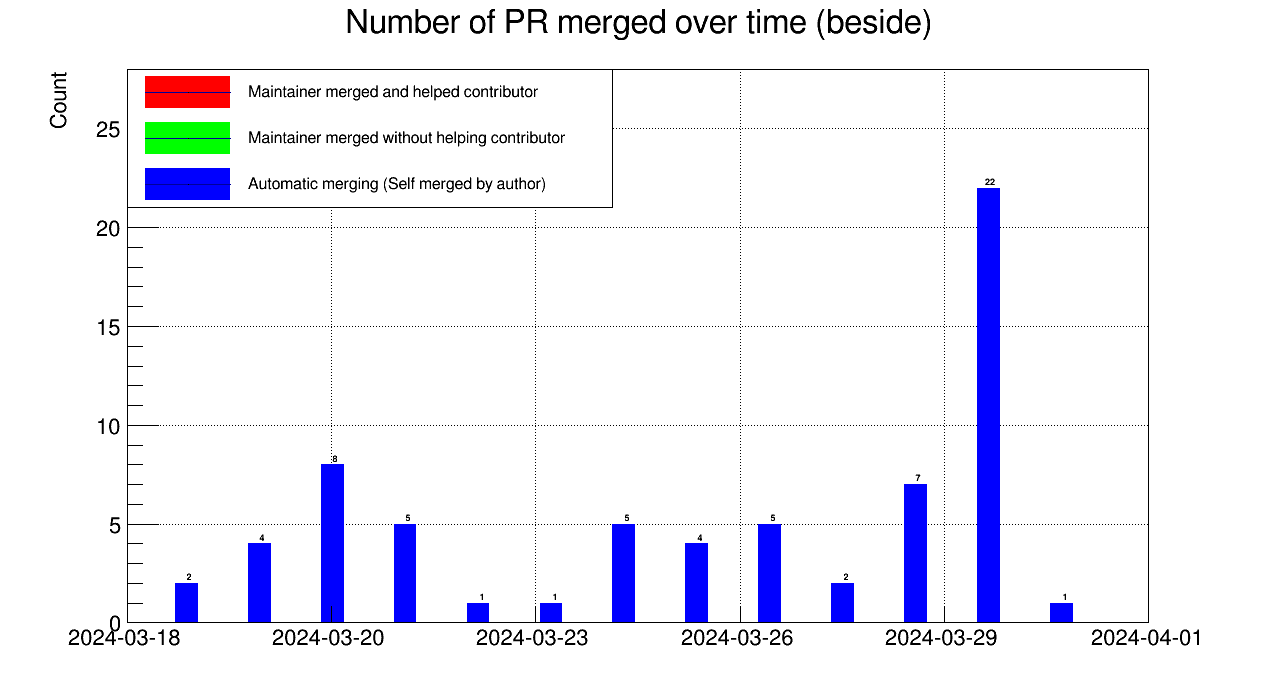 Number of PR merged over time (beside)
Count
Maintainer merged and helped contributor
Maintainer merged without helping contributor
Automatic merging (Self merged by author)
25
20
15
10
5
0
2 4 8 5 1 1 5 4 5 2 7 22 1
2024-03-18 2024-03-20 2024-03-23 2024-03-26 2024-03-29 2024-04-01